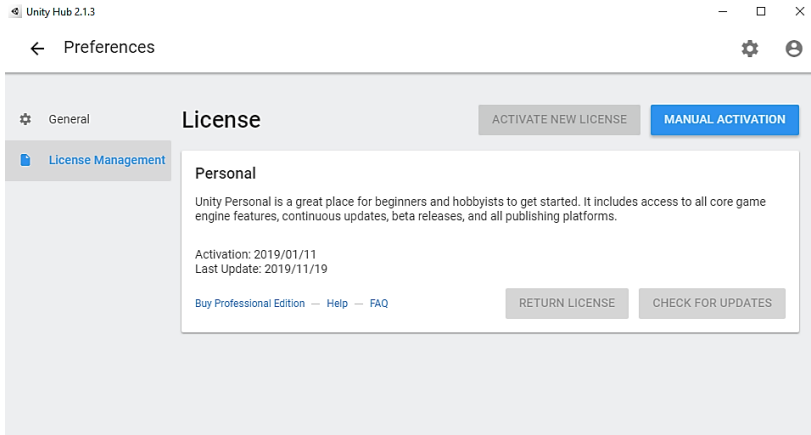 Unity Hub 2.1.3
Preferences
General
License Management
License
ACTIVATE NEW LICENSE
MANUAL ACTIVATION
Personal
Unity Personal is a great place for beginners and hobbyists to get started. It includes access to all core game
engine features, continuous updates, beta releases, and all publishing platforms.
Activation: 2019/01/11
Last Update: 2019/11/19
Buy Professional Edition — Help — FAQ
RETURN LICENSE
CHECK FOR UPDATES